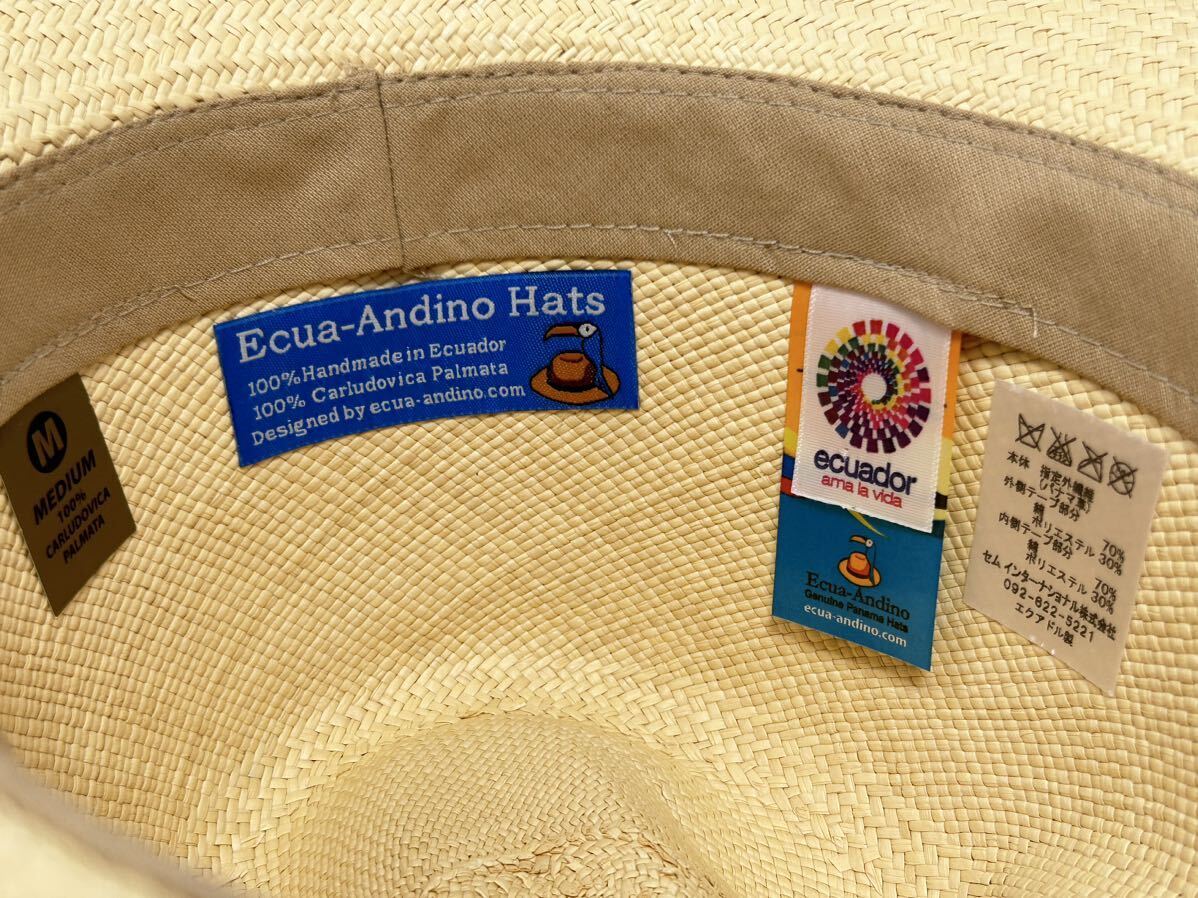 M
MEDIUM
100%
CARLUDOVICA
PALMATA
Ecua-Andino Hats
100% Handmade in Ecuador
100% Carludovica Palmata
Designed by ecua-andino.com
ecuador
ama la vida
Ecua-Andino
Genuine Panama Hats
ecua-andino.com
本体 指定外繊維
(パナマ草)
外側テープ部分
綿 70%
ポリエステル 30%
内側テープ部分
綿 70%
ポリエステル 30%
セムインターナショナル株式会社
092-622-5221
エクアドル製